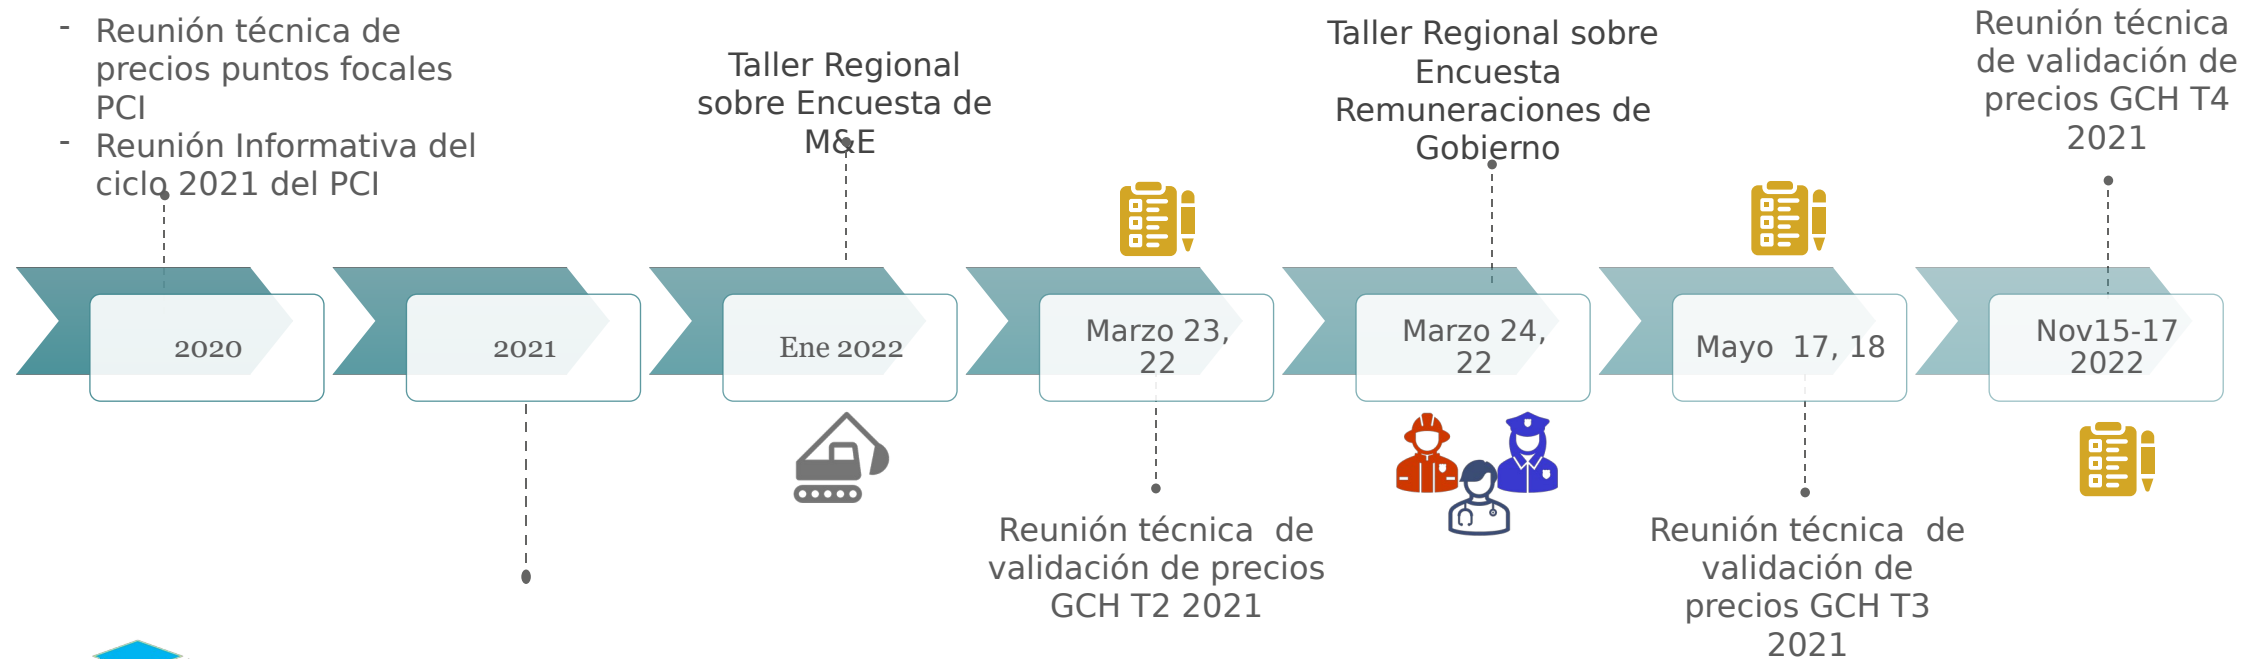 - Reunión técnica de
precios puntos focales
PCI
- Reunión Informativa del
ciclo 2021 del PCI
Taller Regional
sobre Encuesta de
M&E
Taller Regional sobre
Encuesta
Remuneraciones de
Gobierno
Reunión técnica
de validación de
precios GCH T4
2021
2020
2021
Ene 2022
Marzo 23,
22
Marzo 24,
22
Mayo  17, 18
Nov15-17
2022
Reunión técnica  de
validación de precios
GCH T2 2021
Reunión técnica  de
validación de
precios GCH T3
2021